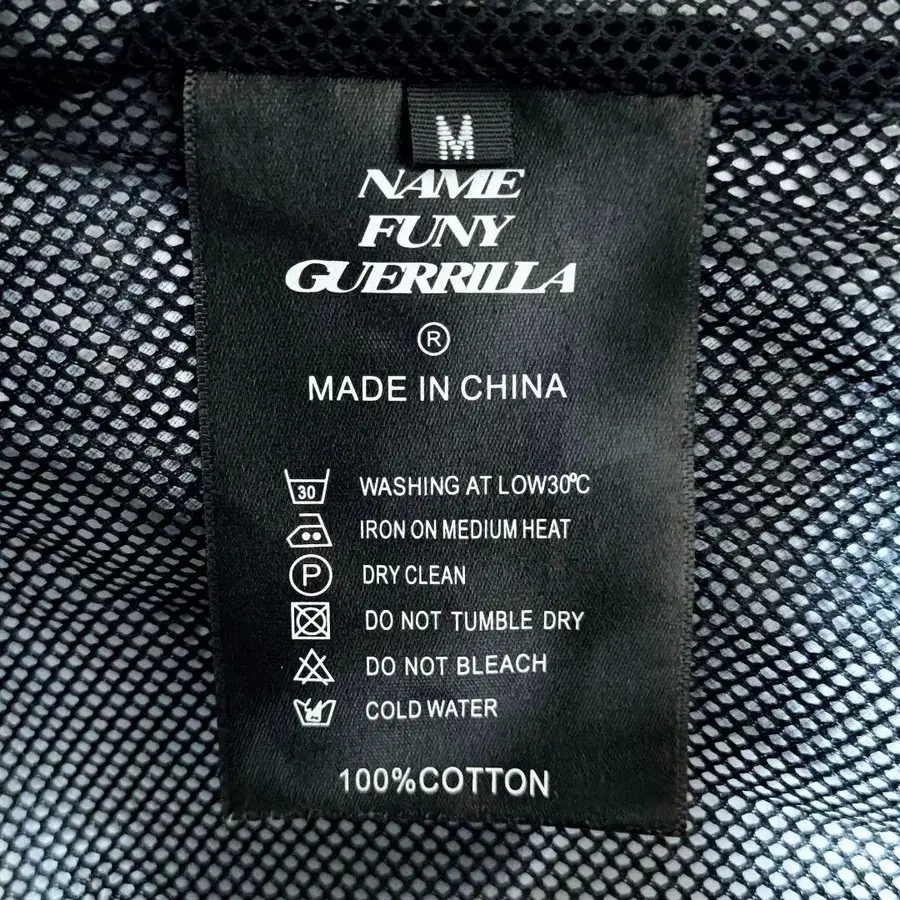 M
NAME
FUNY
GUERRILLA
®
MADE IN CHINA
30 WASHING AT LOW30℃
IRON ON MEDIUM HEAT
P DRY CLEAN
DO NOT TUMBLE DRY
DO NOT BLEACH
COLD WATER
100%COTTON